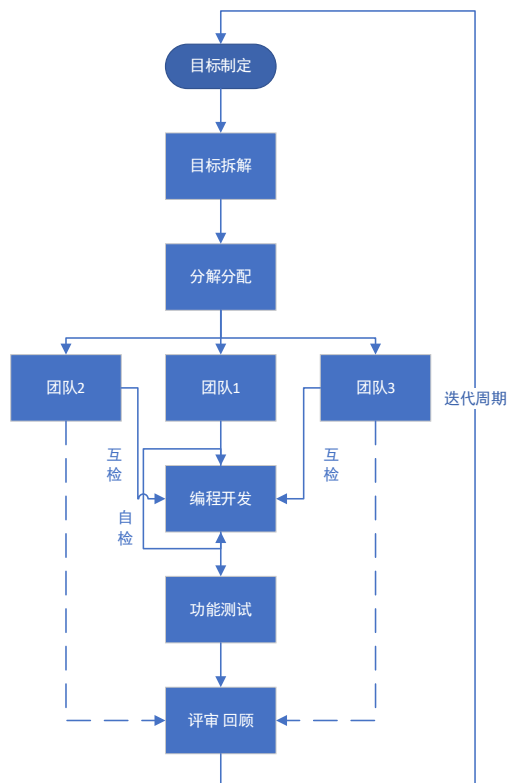 目标制定
目标拆解
分解分配
团队2
团队1
团队3
迭代周期
互
检
互
检
自
检
编程开发
功能测试
评审 回顾